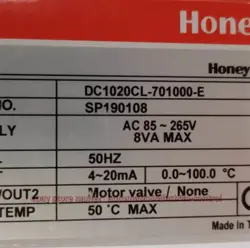 Hone
Honey
DC1020CL-701000-E
O. SP190108
LY AC 85 ~ 265V
8VA MAX
50HZ
T 4~20mA 0.0~100.0 °C
/OUT2 Motor valve / None
TEMP 50 °C MAX
Made in T